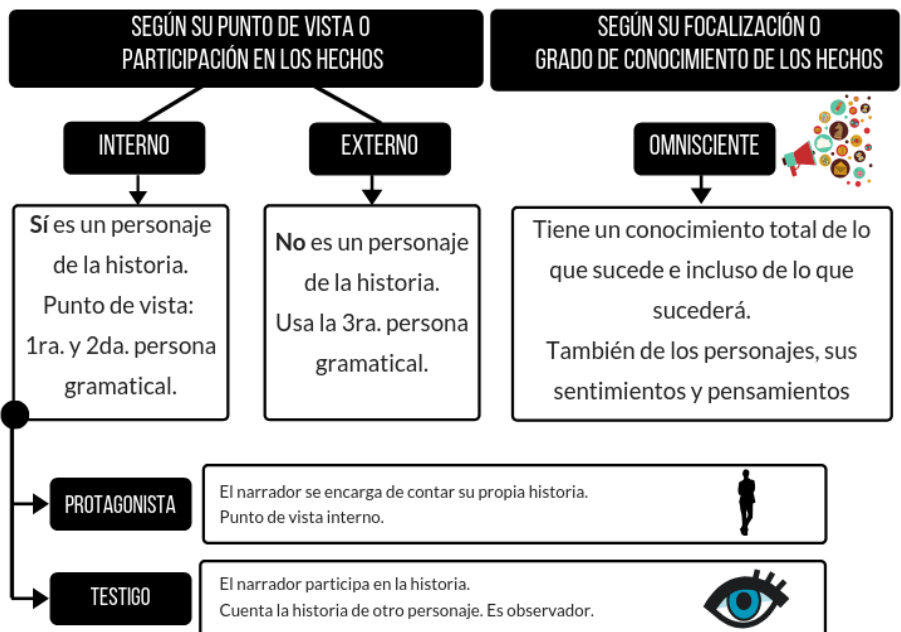 SEGÚN SU PUNTO DE VISTA O
PARTICIPACIÓN EN LOS HECHOS
SEGÚN SU FOCALIZACIÓN O
GRADO DE CONOCIMIENTO DE LOS HECHOS
INTERNO
EXTERNO
OMNISCIENTE
Sí es un personaje
de la historia.
Punto de vista:
1ra. y 2da. persona
gramatical.
No es un personaje
de la historia.
Usa la 3ra. persona
gramatical.
Tiene un conocimiento total de lo
que sucede e incluso de lo que
sucederá.
También de los personajes, sus
sentimientos y pensamientos
PROTAGONISTA
El narrador se encarga de contar su propia historia.
Punto de vista interno.
TESTIGO
El narrador participa en la historia.
Cuenta la historia de otro personaje. Es observador.